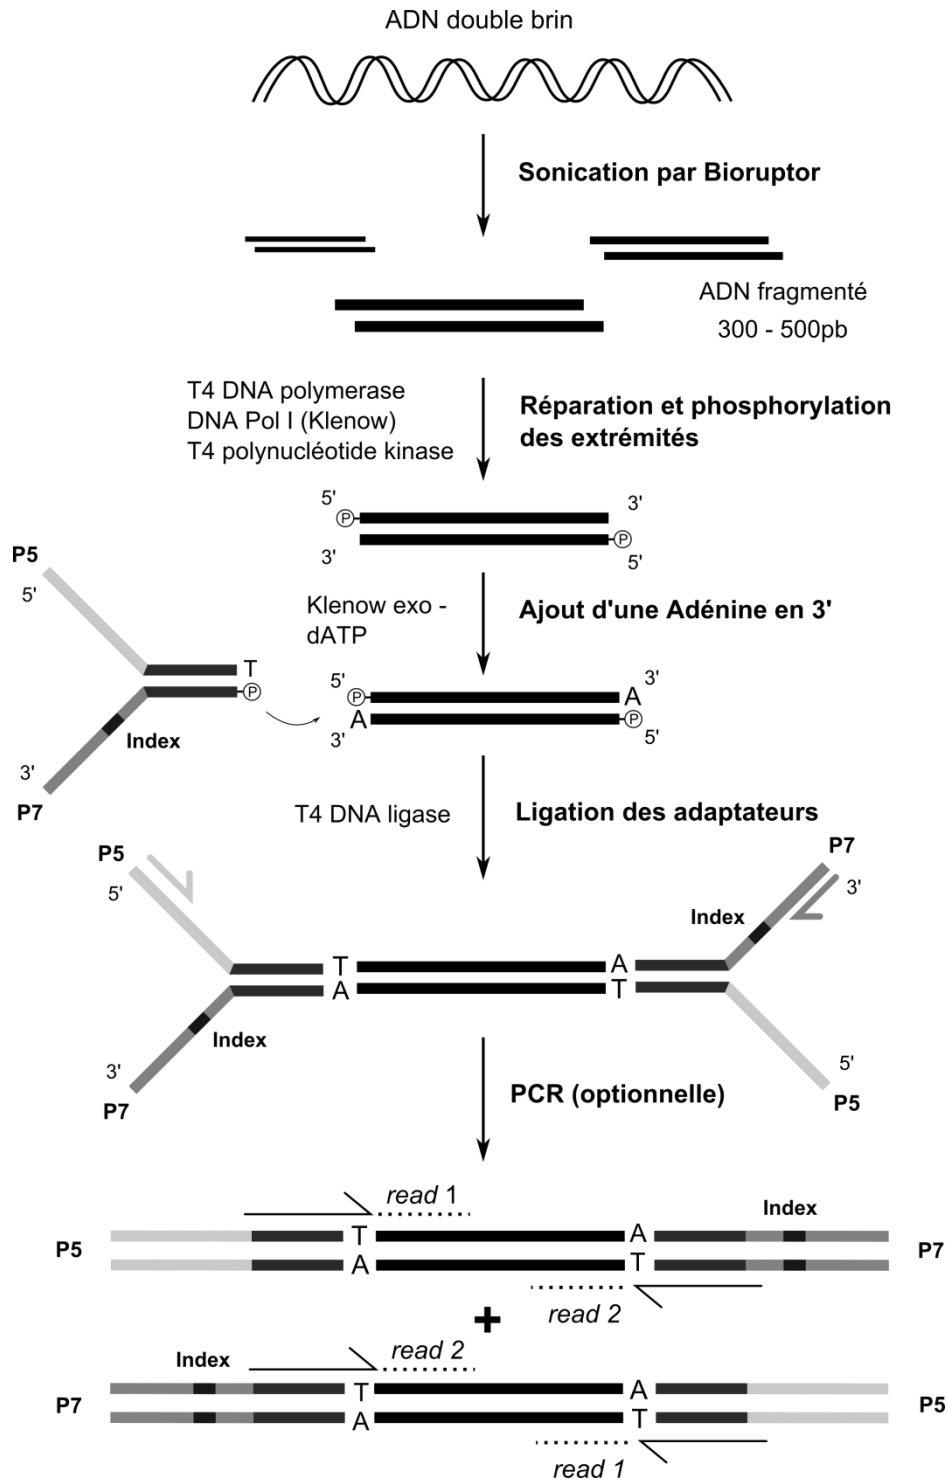 ADN double brin
Sonication par Bioruptor
ADN fragmenté
300 - 500pb
T4 DNA polymerase
DNA Pol I (Klenow)
T4 polynucléotide kinase
Réparation et phosphorylation
des extrémités
5'
3'
P
P
3'
5'
P5
5'
T
P
Index
3'
P7
Klenow exo -
dATP
Ajout d'une Adénine en 3'
5'
3'
P
A
A
P
3'
5'
T4 DNA ligase
Ligation des adaptateurs
P5
5'
P7
3'
Index
T
A
A
T
Index
3'
P7
5'
P5
PCR (optionnelle)
read 1
Index
P5
T
A
P7
A
T
read 2
+
Index
read 2
P7
T
A
P5
A
T
read 1